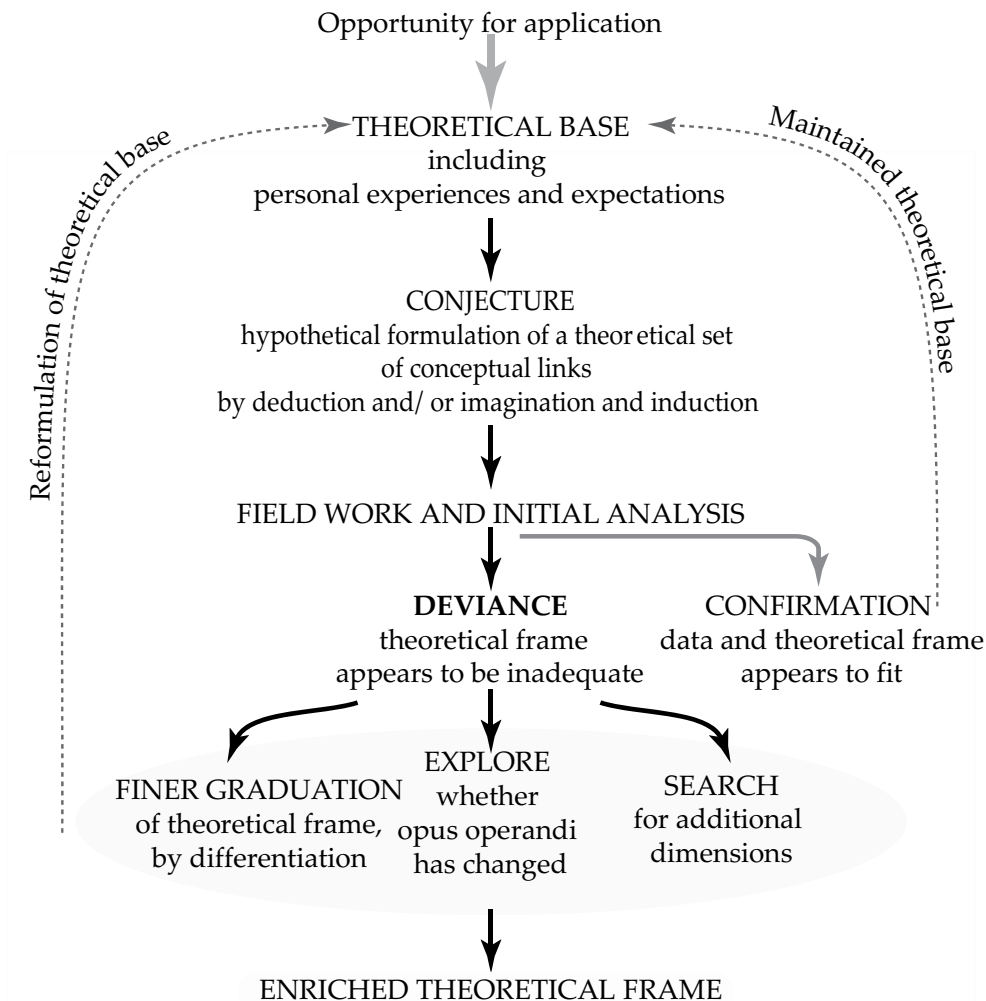 Opportunity for application
Reformulation of theoretical base
Maintained theoretical base
THEORETICAL BASE
including
personal experiences and expectations
CONJECTURE
hypothetical formulation of a theoretical set
of conceptual links
by deduction and/ or imagination and induction
FIELD WORK AND INITIAL ANALYSIS
DEVIANCE
theoretical frame
appears to be inadequate
CONFIRMATION
data and theoretical frame
appears to fit
FINER GRADUATION
of theoretical frame,
by differentiation
EXPLORE
whether
opus operandi
has changed
SEARCH
for additional
dimensions
ENRICHED THEORETICAL FRAME